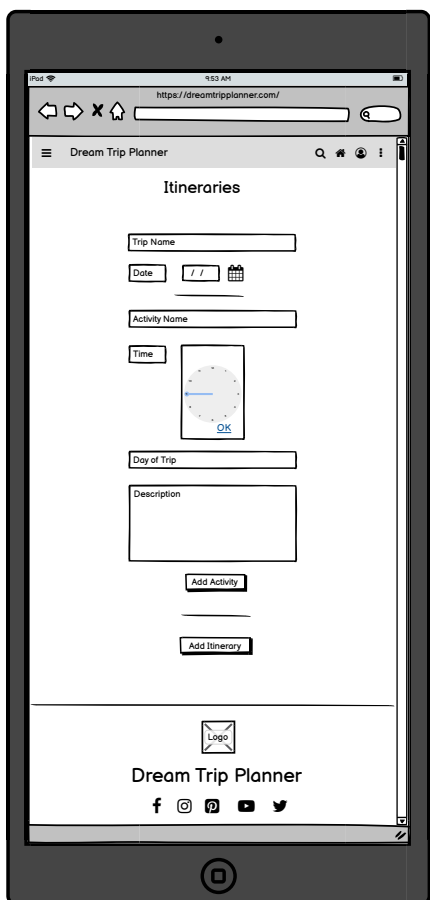 iPad 9:53 AM
https://dreamtripplanner.com/
Dream Trip Planner
Itineraries
Trip Name
Date / /
Activity Name
Time
OK
Day of Trip
Description
Add Activity
Add Itinerary
Logo
Dream Trip Planner